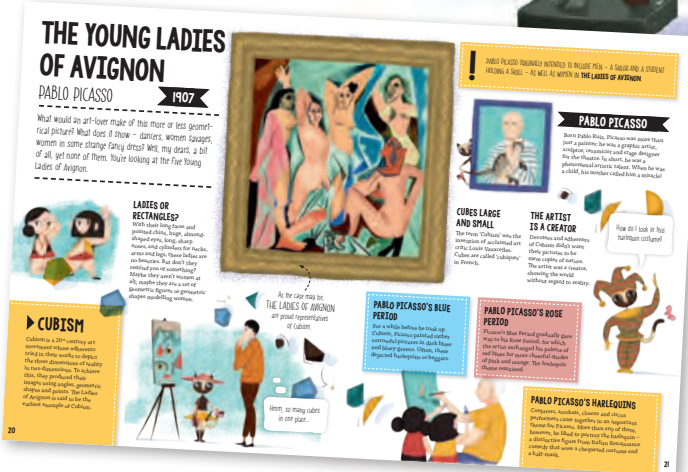 THE YOUNG LADIES
OF AVIGNON
PABLO PICASSO
1907
What would an art-lover make of this more or less geomet-
rical picture? What does it show – dancers, women savages,
women in some strange fancy dress? Well, my dears, a bit
of all, yet none of them. You're looking at the Five Young
Ladies of Avignon.
LADIES OR
RECTANGLES?
With their long faces and
pointed chins, huge, almond-
shaped eyes, long, sharp
noses, and cylinders for necks,
arms and legs, these ladies are
no beauties. But don't they
remind you of something?
Maybe they aren't women at
all; maybe they are a set of
geometric figures or geometric
shapes modelling women.
CUBISM
Cubism is a 20th century art
movement whose adherents
tried in their works to depict
the three dimensions of reality
in two dimensions. To achieve
this, they produced their
images using angles, geometric
shapes and points. The Ladies
of Avignon is said to be the
earliest example of Cubism.
20
As the case may be,
THE LADIES OF AVIGNON
are proud representatives
of Cubism.
Hmm, so many cubes
in one place...
! PABLO PICASSO ORIGINALLY INTENDED TO INCLUDE MEN – A SAILOR AND A STUDENT
HOLDING A SKULL – AS WELL AS WOMEN IN THE LADIES OF AVIGNON.
PABLO PICASSO
Born Pablo Ruiz, Picasso was more than
just a painter: he was a graphic artist,
sculptor, ceramicist and stage designer
for the theatre. In short, he was a
phenomenal artistic talent. When he was
a child, his mother called him a miracle!
CUBES LARGE
AND SMALL
The term 'Cubism' was the
invention of acclaimed art
critic Louis Vauxcelles.
Cubes are called 'cubiques'
in French.
THE ARTIST
IS A CREATOR
Devotees and adherents
of Cubism didn't want
their pictures to be
mere copies of nature.
The artist was a creator,
showing the world
without regard to reality.
How do I look in this
harlequin costume?
PABLO PICASSO'S BLUE
PERIOD
For a while before he took up
Cubism, Picasso painted rather
sorrowful pictures in dark blues
and blurry greens. Often, these
depicted harlequins or beggars.
PABLO PICASSO'S ROSE
PERIOD
Picasso's Blue Period gradually gave
way to his Rose Period, for which
the artist exchanged his palette of
and blues for more cheerful shades
of pink and orange. The harlequin
theme remained.
PABLO PICASSO'S HARLEQUINS
Conjurers, acrobats, clowns and circus
performers came together in an important
theme for Picasso. More than any of them,
however, he liked to portray the harlequin –
a distinctive figure from Italian Renaissance
comedy that wore a chequered costume and
a half-mask.
21